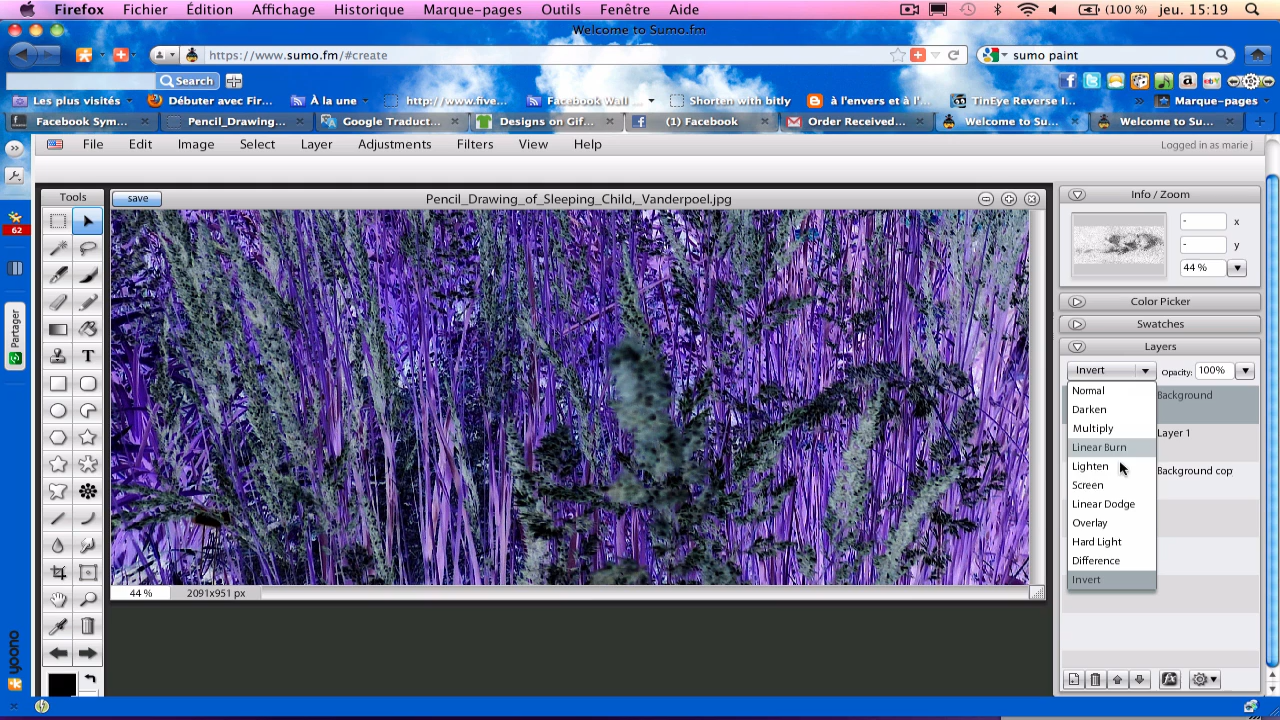 Firefox Fichier Édition Affichage Historique Marque-pages Outils Fenêtre Aide (100 %) jeu. 15:19
Welcome to Sumo.fm
https://www.sumo.fm/#create sumo paint
Search
Les plus visités Débuter avec Fir... À la une http://www.five... Facebook Wall ... Shorten with bitly à l'envers et à l'... TinEye Reverse I... Marque-pages
Facebook Sym... Pencil_Drawing... Google Traduct... Designs on Gif... (1) Facebook Order Received... Welcome to Su... Welcome to Su...
File Edit Image Select Layer Adjustments Filters View Help Logged in as marie j
Tools save Pencil_Drawing_of_Sleeping_Child,_Vanderpoel.jpg Info / Zoom
62
- x
- y
44 %
Color Picker
Swatches
Partager
Layers
Invert Opacity: 100%
Normal
Background
Darken
Multiply
Layer 1
Linear Burn
Lighten
Background cop
Screen
Linear Dodge
Overlay
Hard Light
Difference
Invert
44 % 2091x951 px
yoono